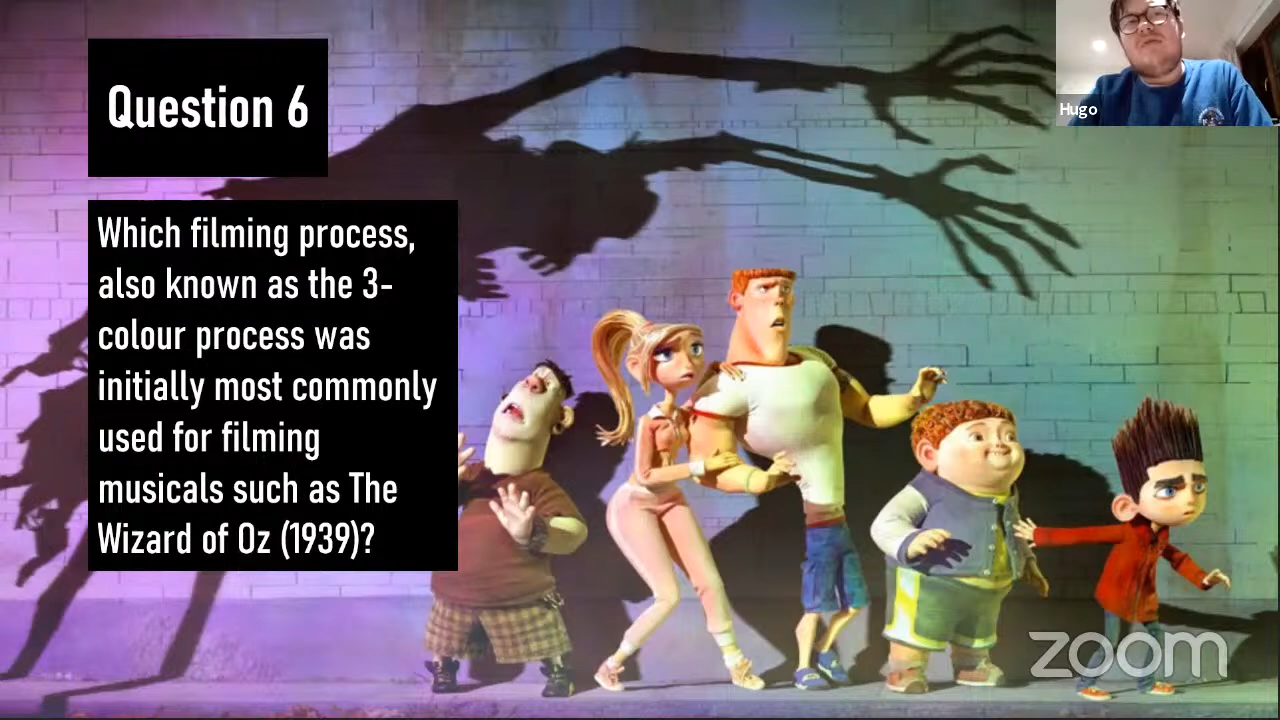 Question 6
Hugo
Which filming process,
also known as the 3-
colour process was
initially most commonly
used for filming
musicals such as The
Wizard of Oz (1939)?
zoom